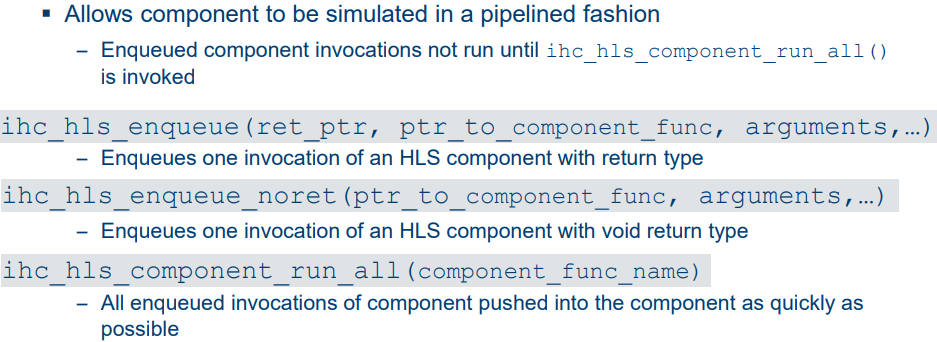 ▪ Allows component to be simulated in a pipelined fashion
– Enqueued component invocations not run until ihc_hls_component_run_all()
is invoked
ihc_hls_enqueue(ret_ptr, ptr_to_component_func, arguments,…)
– Enqueues one invocation of an HLS component with return type
ihc_hls_enqueue_noret(ptr_to_component_func, arguments,…)
– Enqueues one invocation of an HLS component with void return type
ihc_hls_component_run_all(component_func_name)
– All enqueued invocations of component pushed into the component as quickly as
possible